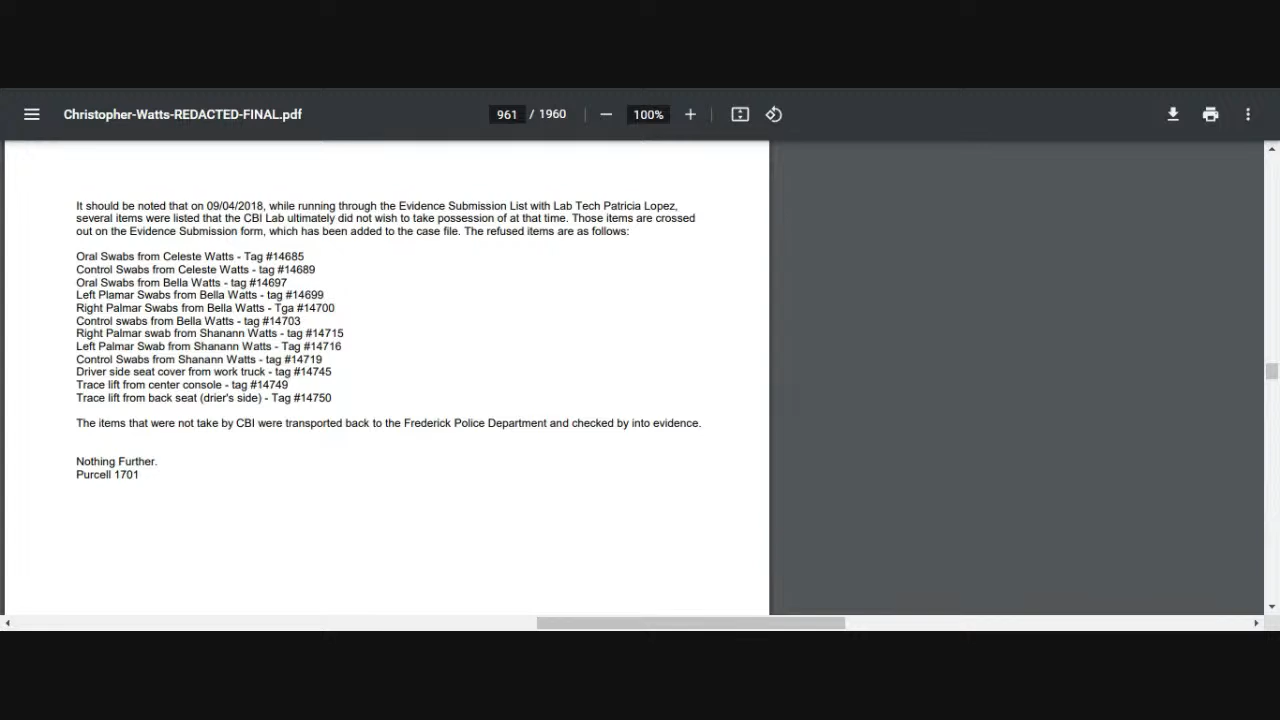 Christopher-Watts-REDACTED-FINAL.pdf 961 / 1960 100%
It should be noted that on 09/04/2018, while running through the Evidence Submission List with Lab Tech Patricia Lopez,
several items were listed that the CBI Lab ultimately did not wish to take possession of at that time. Those items are crossed
out on the Evidence Submission form, which has been added to the case file. The refused items are as follows:
Oral Swabs from Celeste Watts - Tag #14685
Control Swabs from Celeste Watts - tag #14689
Oral Swabs from Bella Watts - tag #14697
Left Plamar Swabs from Bella Watts - tag #14699
Right Palmar Swabs from Bella Watts - Tga #14700
Control swabs from Bella Watts - tag #14703
Right Palmar swab from Shanann Watts - tag #14715
Left Palmar Swab from Shanann Watts - Tag #14716
Control Swabs from Shanann Watts - tag #14719
Driver side seat cover from work truck - tag #14745
Trace lift from center console - tag #14749
Trace lift from back seat (drier's side) - Tag #14750
The items that were not take by CBI were transported back to the Frederick Police Department and checked by into evidence.
Nothing Further.
Purcell 1701